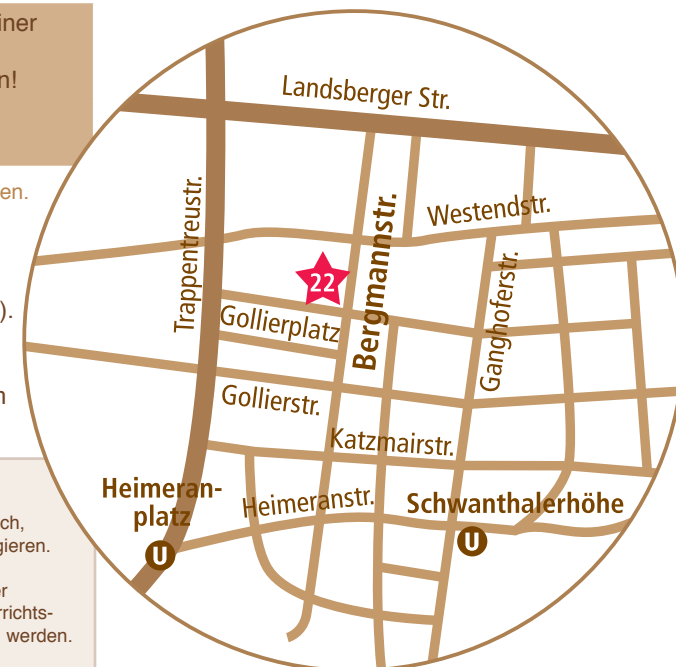 iner
n!
en.
).
n
ch,
gieren.
er
rrichts-
werden.
Landsberger Str.
Trappentreustr.
Bergmannstr.
Westendstr.
22
Gollierplatz
Ganghoferstr.
Gollierstr.
Katzmairstr.
Heimeran-
platz
Heimeranstr.
Schwanthalerhöhe
U
U